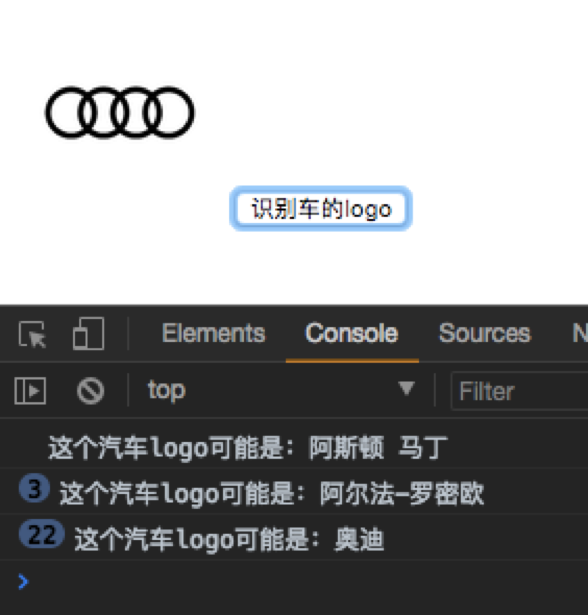 识别车的logo
Elements Console Sources N
top Filter
这个汽车logo可能是：阿斯顿 马丁
3 这个汽车logo可能是：阿尔法-罗密欧
22 这个汽车logo可能是：奥迪